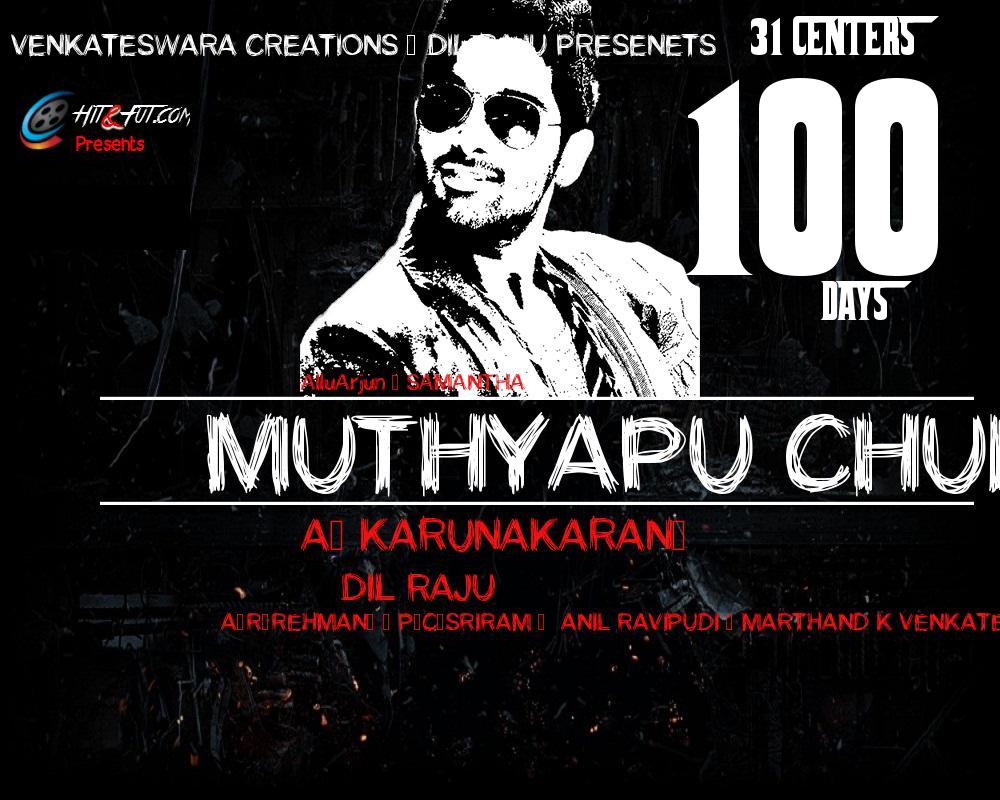 VENKATESWARA CREATIONS DIL RAJU PRESENETS
31 CENTERS
100
DAYS
HIT&FUT.COM
Presents
AlluArjun SAMANTHA
MUTHYAPU CHU
A KARUNAKARAN
DIL RAJU
A R REHMAN P C SRIRAM ANIL RAVIPUDI MARTHAND K VENKATE